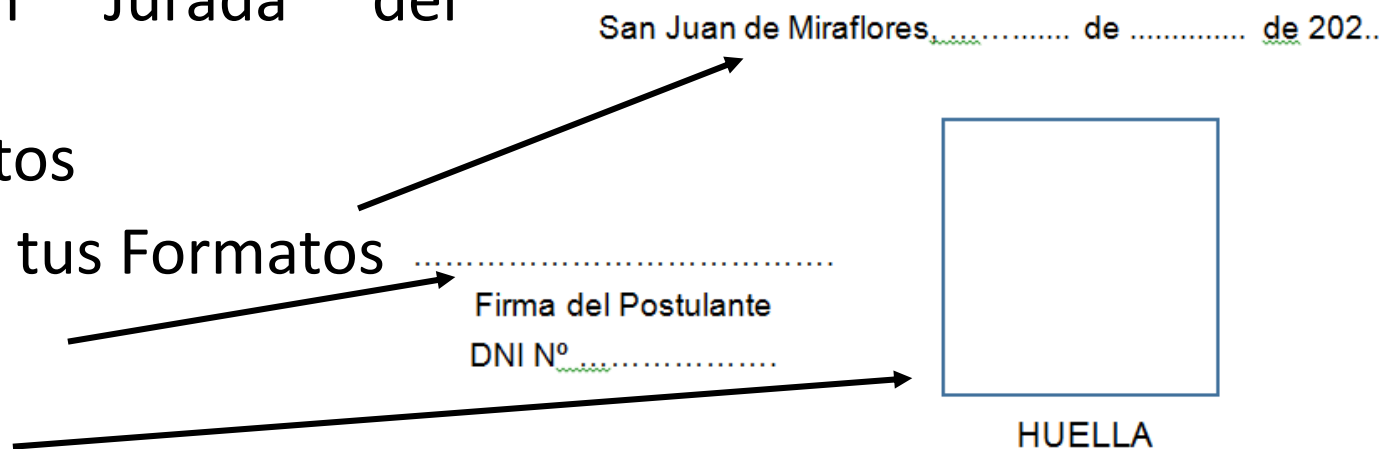 Jurada del
San Juan de Miraflores, ………....... de .............. de 202..
tos
tus Formatos
………………………………….
Firma del Postulante
DNI Nº ……………….
HUELLA